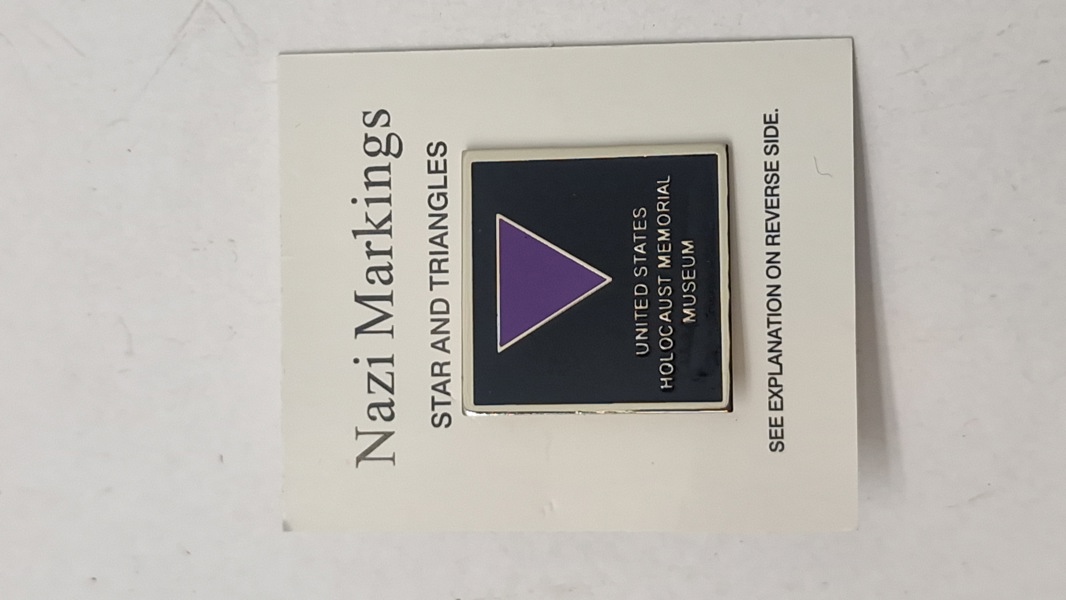 Nazi Markings
STAR AND TRIANGLES
UNITED STATES
HOLOCAUST MEMORIAL
MUSEUM
SEE EXPLANATION ON REVERSE SIDE.